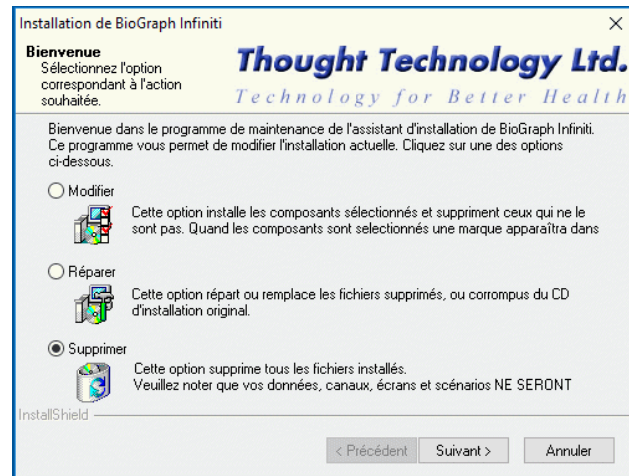 Installation de BioGraph Infiniti
Bienvenue
Sélectionnez l'option
correspondant à l'action
souhaitée.
Thought Technology Ltd.
Technology for Better Health
Bienvenue dans le programme de maintenance de l'assistant d'installation de BioGraph Infiniti.
Ce programme vous permet de modifier l'installation actuelle. Cliquez sur une des options
ci-dessous.
Modifier
Cette option installe les composants sélectionnés et suppriment ceux qui ne le
sont pas. Quand les composants sont selectionnés une marque apparaîtra dans
Réparer
Cette option répart ou remplace les fichiers supprimés, ou corrompus du CD
d'installation original.
Supprimer
Cette option supprime tous les fichiers installés.
Veuillez noter que vos données, canaux, écrans et scénarios NE SERONT
InstallShield
< Précédent
Suivant >
Annuler